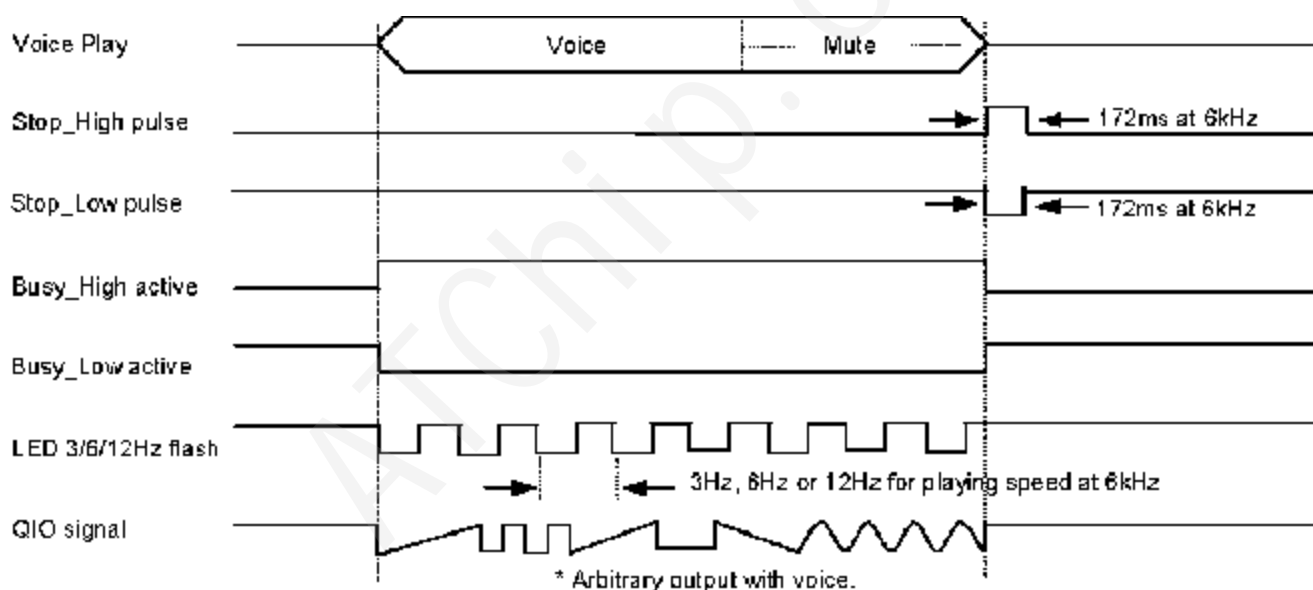 Voice Play
Voice
Mute
Stop_High pulse
172ms at 6kHz
Stop_Low pulse
172ms at 6kHz
Busy_High active
Busy_Low active
LED 3/6/12Hz flash
3Hz, 6Hz or 12Hz for playing speed at 6kHz
QIO signal
* Arbitrary output with voice.
ATChip.